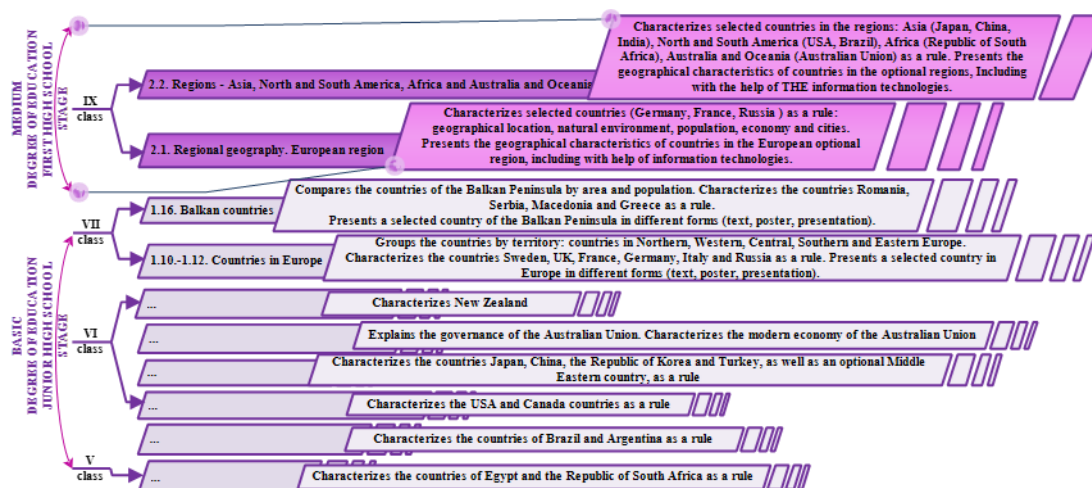 MEDIUM
DEGREE OF EDUCATION
FIRST HIGH SCHOOL
STAGE
IX
class
Characterizes selected countries in the regions: Asia (Japan, China,
India), North and South America (USA, Brazil), Africa (Republic of South
Africa), Australia and Oceania (Australian Union) as a rule. Presents the
geographical characteristics of countries in the optional regions, Including
with the help of THE information technologies.
2.2. Regions - Asia, North and South America, Africa and Australia and Oceania
Characterizes selected countries (Germany, France, Russia ) as a rule:
geographical location, natural environment, population, economy and cities.
Presents the geographical characteristics of countries in the European optional
region, including with help of information technologies.
2.1. Regional geography. European region
BASIC
DEGREE OF EDUCATION
JUNIOR HIGH SCHOOL
STAGE
VII
class
Compares the countries of the Balkan Peninsula by area and population. Characterizes the countries Romania,
Serbia, Macedonia and Greece as a rule.
Presents a selected country of the Balkan Peninsula in different forms (text, poster, presentation).
1.16. Balkan countries
Groups the countries by territory: countries in Northern, Western, Central, Southern and Eastern Europe.
Characterizes the countries Sweden, UK, France, Germany, Italy and Russia as a rule. Presents a selected country in
Europe in different forms (text, poster, presentation).
1.10.-1.12. Countries in Europe
VI
class
...
Characterizes New Zealand
...
Explains the governance of the Australian Union. Characterizes the modern economy of the Australian Union
...
Characterizes the countries Japan, China, the Republic of Korea and Turkey, as well as an optional Middle
Eastern country, as a rule
...
Characterizes the USA and Canada countries as a rule
...
Characterizes the countries of Brazil and Argentina as a rule
V
class
...
Characterizes the countries of Egypt and the Republic of South Africa as a rule